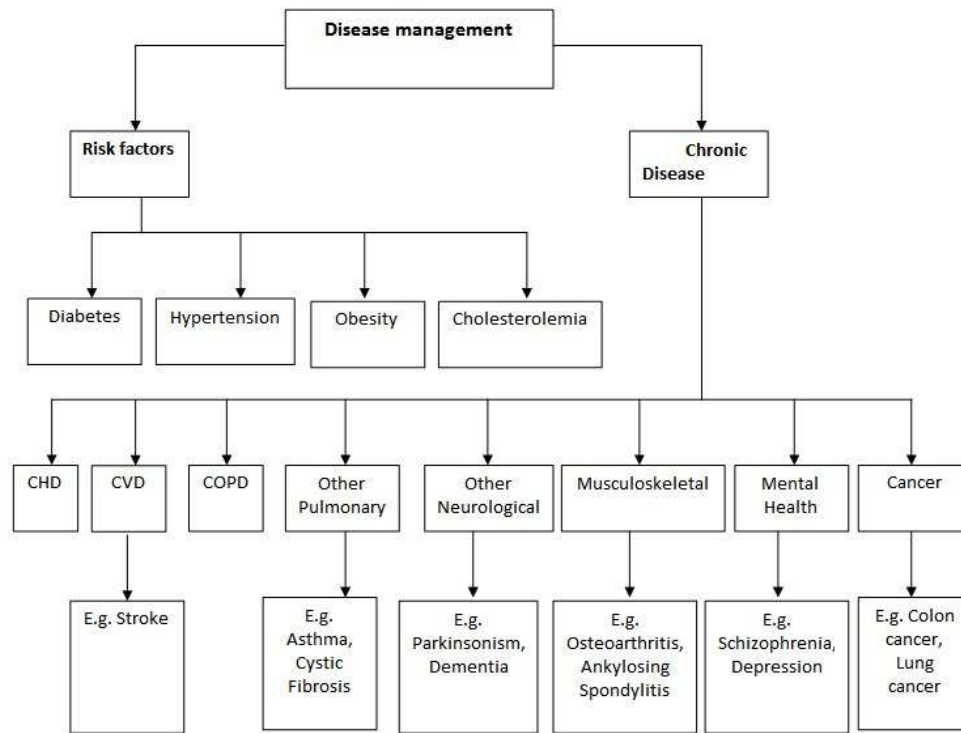 Disease management
Risk factors
Chronic
Disease
Diabetes
Hypertension
Obesity
Cholesterolemia
CHD
CVD
COPD
Other
Pulmonary
Other
Neurological
Musculoskeletal
Mental
Health
Cancer
E.g. Stroke
E.g.
Asthma,
Cystic
Fibrosis
E.g.
Parkinsonism,
Dementia
E.g.
Osteoarthritis,
Ankylosing
Spondylitis
E.g.
Schizophrenia,
Depression
E.g. Colon
cancer,
Lung
cancer